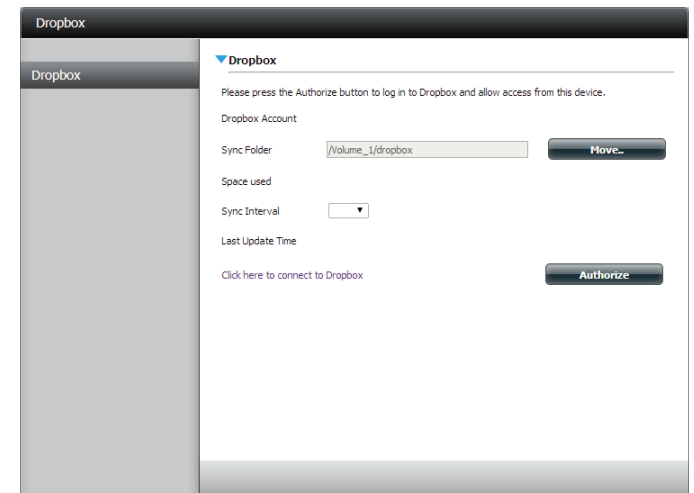 Dropbox
Dropbox
Dropbox
Please press the Authorize button to log in to Dropbox and allow access from this device.
Dropbox Account
Sync Folder /Volume_1/dropbox Move..
Space used
Sync Interval
Last Update Time
Click here to connect to Dropbox Authorize